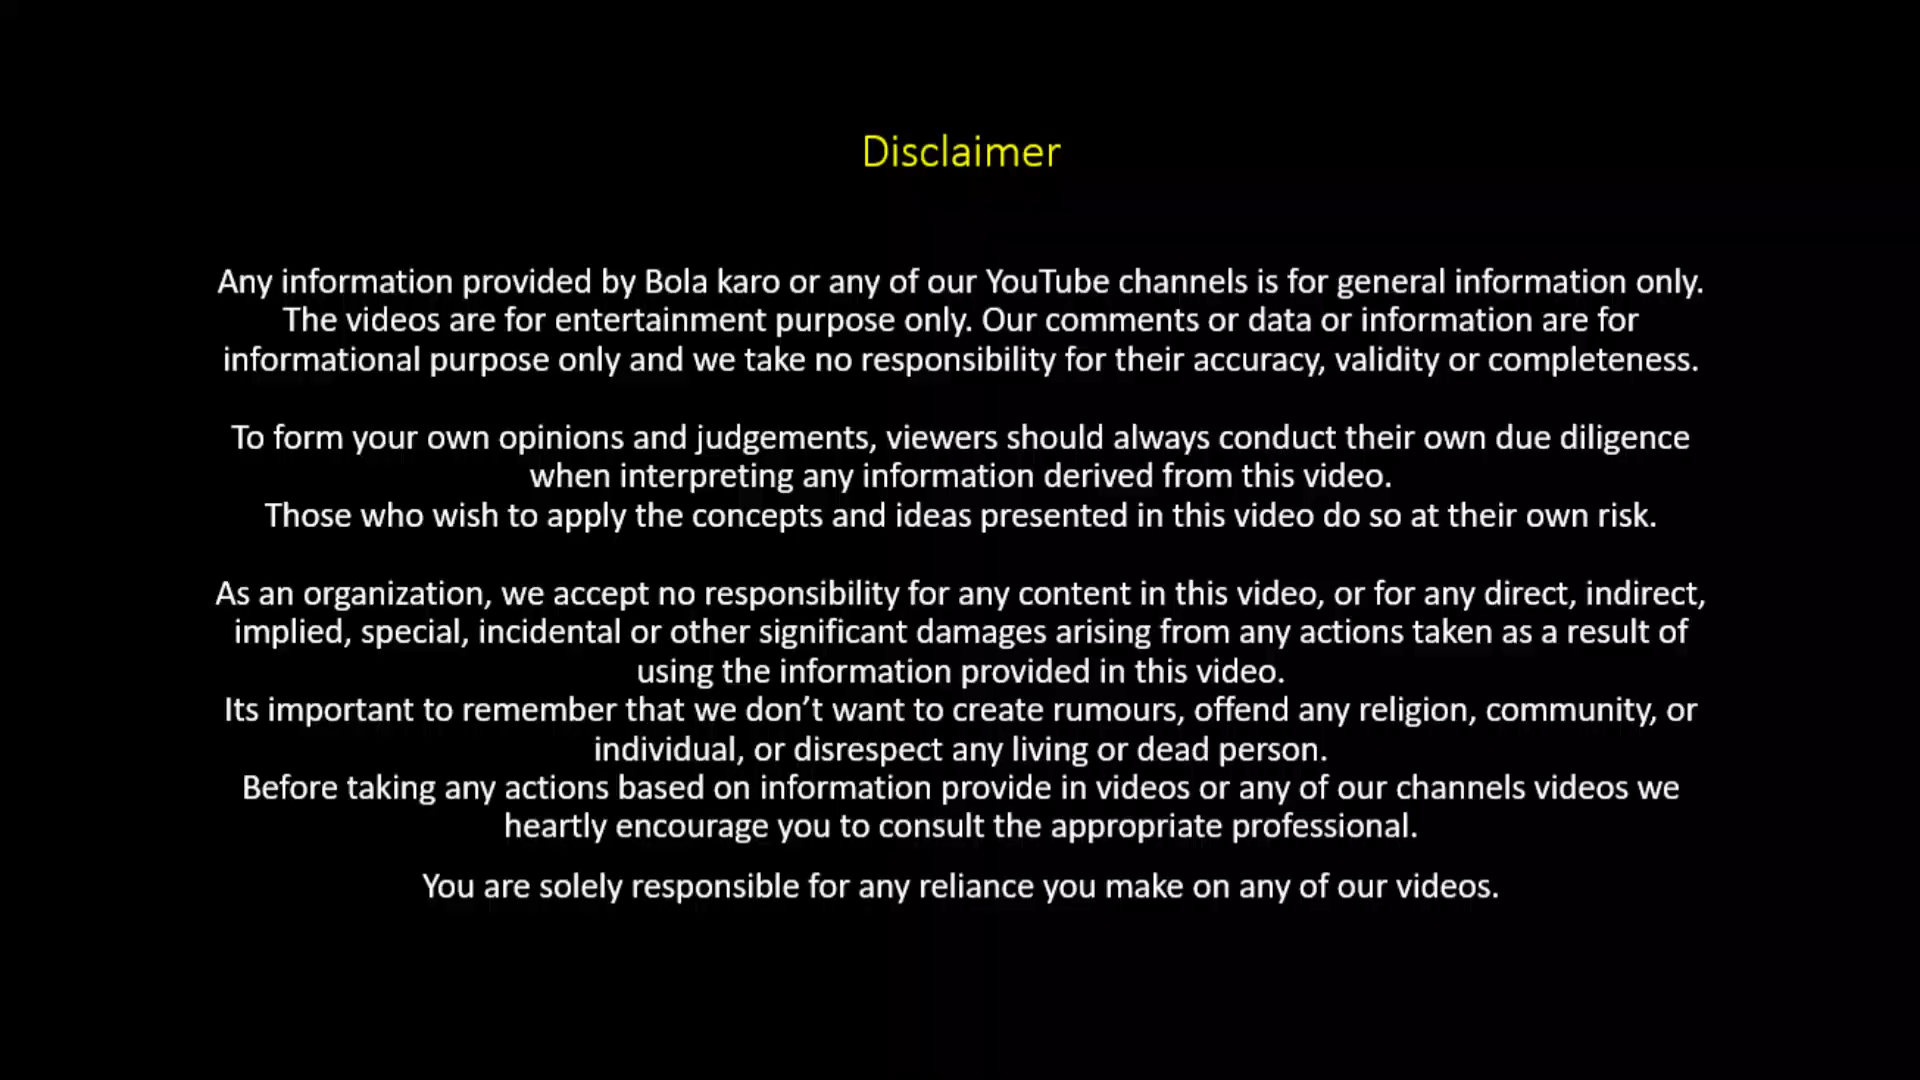 Disclaimer
Any information provided by Bola karo or any of our YouTube channels is for general information only.
The videos are for entertainment purpose only. Our comments or data or information are for
informational purpose only and we take no responsibility for their accuracy, validity or completeness.
To form your own opinions and judgements, viewers should always conduct their own due diligence
when interpreting any information derived from this video.
Those who wish to apply the concepts and ideas presented in this video do so at their own risk.
As an organization, we accept no responsibility for any content in this video, or for any direct, indirect,
implied, special, incidental or other significant damages arising from any actions taken as a result of
using the information provided in this video.
Its important to remember that we don’t want to create rumours, offend any religion, community, or
individual, or disrespect any living or dead person.
Before taking any actions based on information provide in videos or any of our channels videos we
heartly encourage you to consult the appropriate professional.
You are solely responsible for any reliance you make on any of our videos.